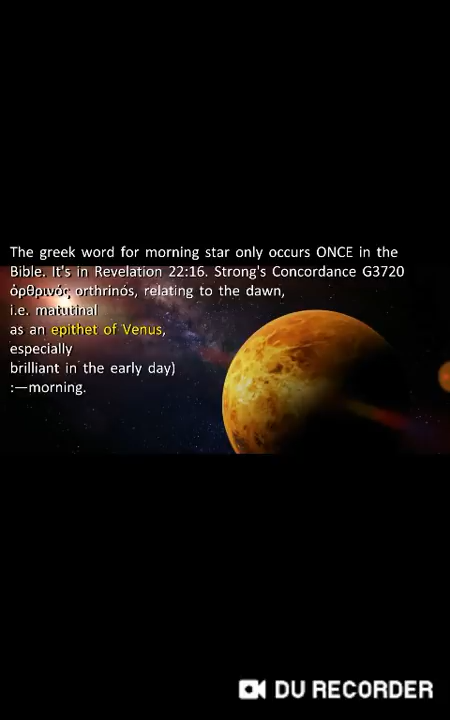 The greek word for morning star only occurs ONCE in the
Bible. It's in Revelation 22:16. Strong's Concordance G3720
ὀρθρινός orthrinós, relating to the dawn,
i.e. matutinal
as an epithet of Venus,
especially
brilliant in the early day)
:—morning.
DU RECORDER